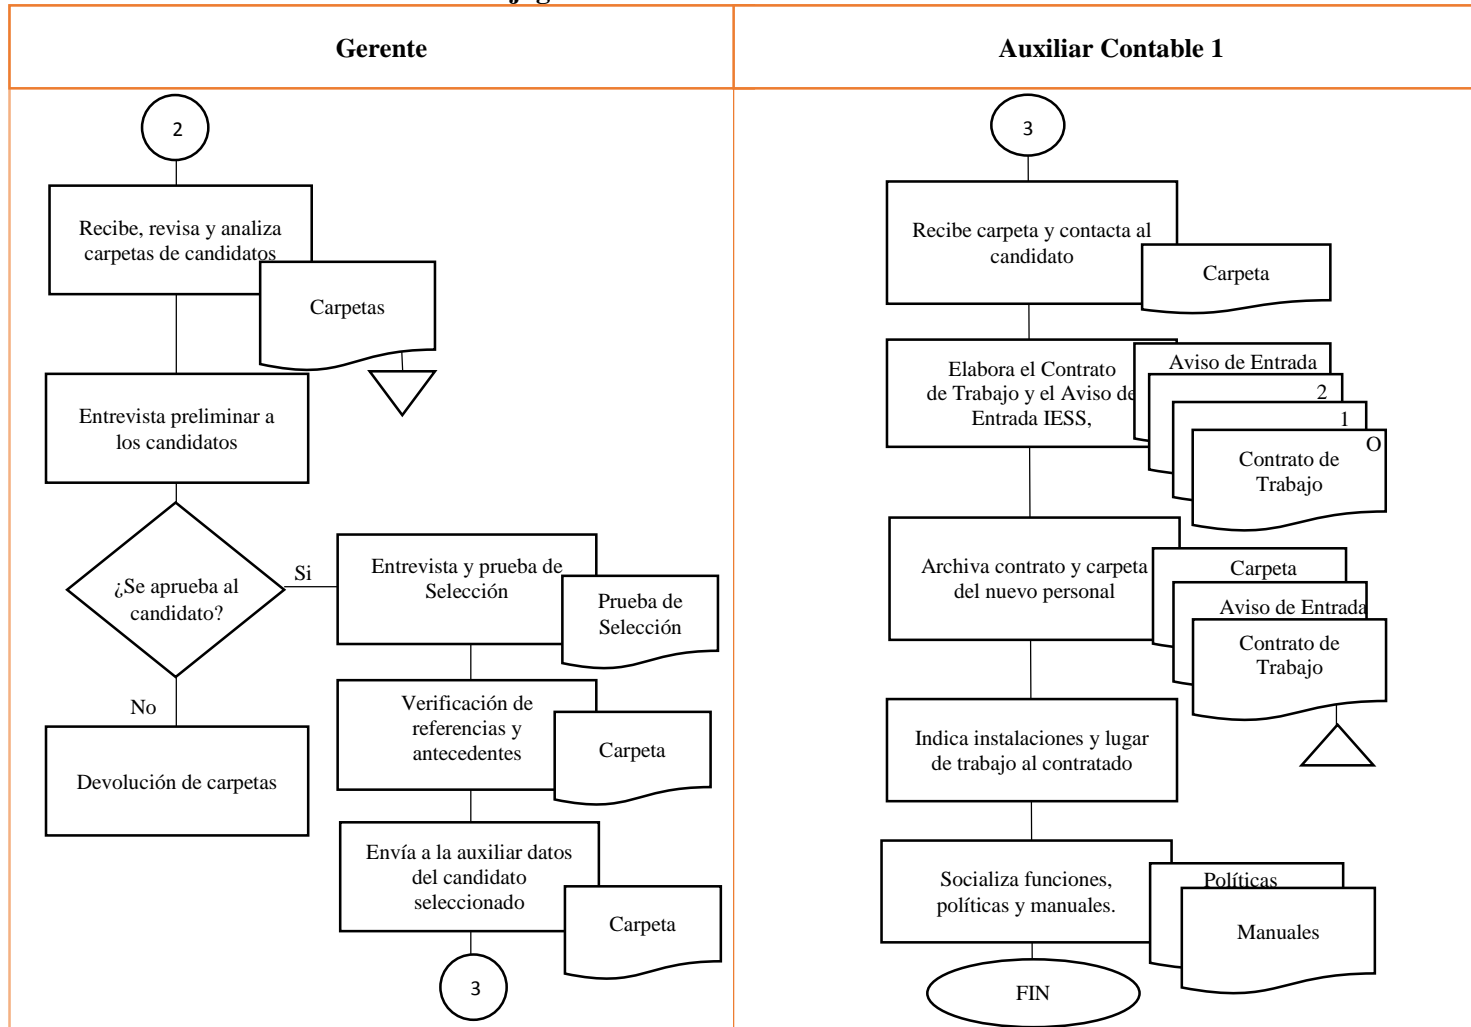 Gerente
Auxiliar Contable 1
2
Recibe, revisa y analiza
carpetas de candidatos
Carpetas
Entrevista preliminar a
los candidatos
¿Se aprueba al
candidato?
Si
No
Devolución de carpetas
Entrevista y prueba de
Selección
Prueba de
Selección
Verificación de
referencias y
antecedentes
Carpeta
Envía a la auxiliar datos
del candidato
seleccionado
Carpeta
3
3
Recibe carpeta y contacta al
candidato
Carpeta
Elabora el Contrato
de Trabajo y el Aviso de
Entrada IESS,
Aviso de Entrada
2
1
O
Contrato de
Trabajo
Archiva contrato y carpeta
del nuevo personal
Carpeta
Aviso de Entrada
Contrato de
Trabajo
Indica instalaciones y lugar
de trabajo al contratado
Socializa funciones,
políticas y manuales.
Políticas
Manuales
FIN